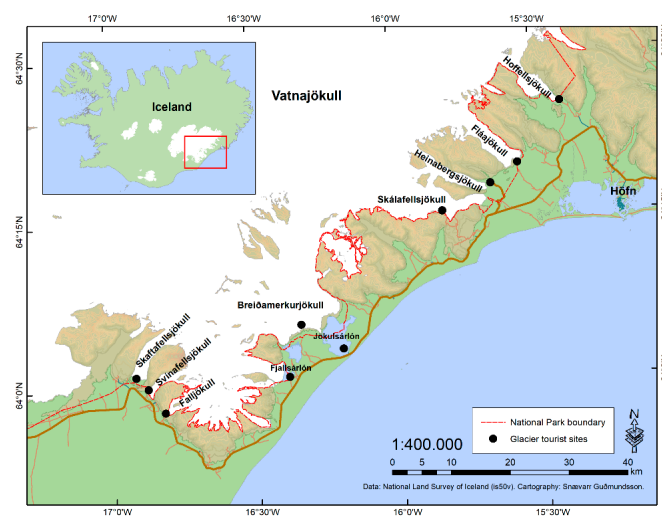 17°0'W 16°30'W 16°0'W 15°30'W
64°30'N
Iceland
Vatnajökull
Hoffellsjökull
Fláajökull
Heinabergsjökull
Höfn
Skálafellsjökull
64°15'N
Breiðamerkurjökull
Jökulsárlón
Skaftafellsjökull
Svínafellsjökull
Fjallsárlón
Falljökull
64°0'N
National Park boundary
Glacier tourist sites
N
1:400.000
0 5 10 20 30 40
km
Data: National Land Survey of Iceland (is50v). Cartography: Snævarr Guðmundsson.
17°0'W 16°30'W 16°0'W 15°30'W